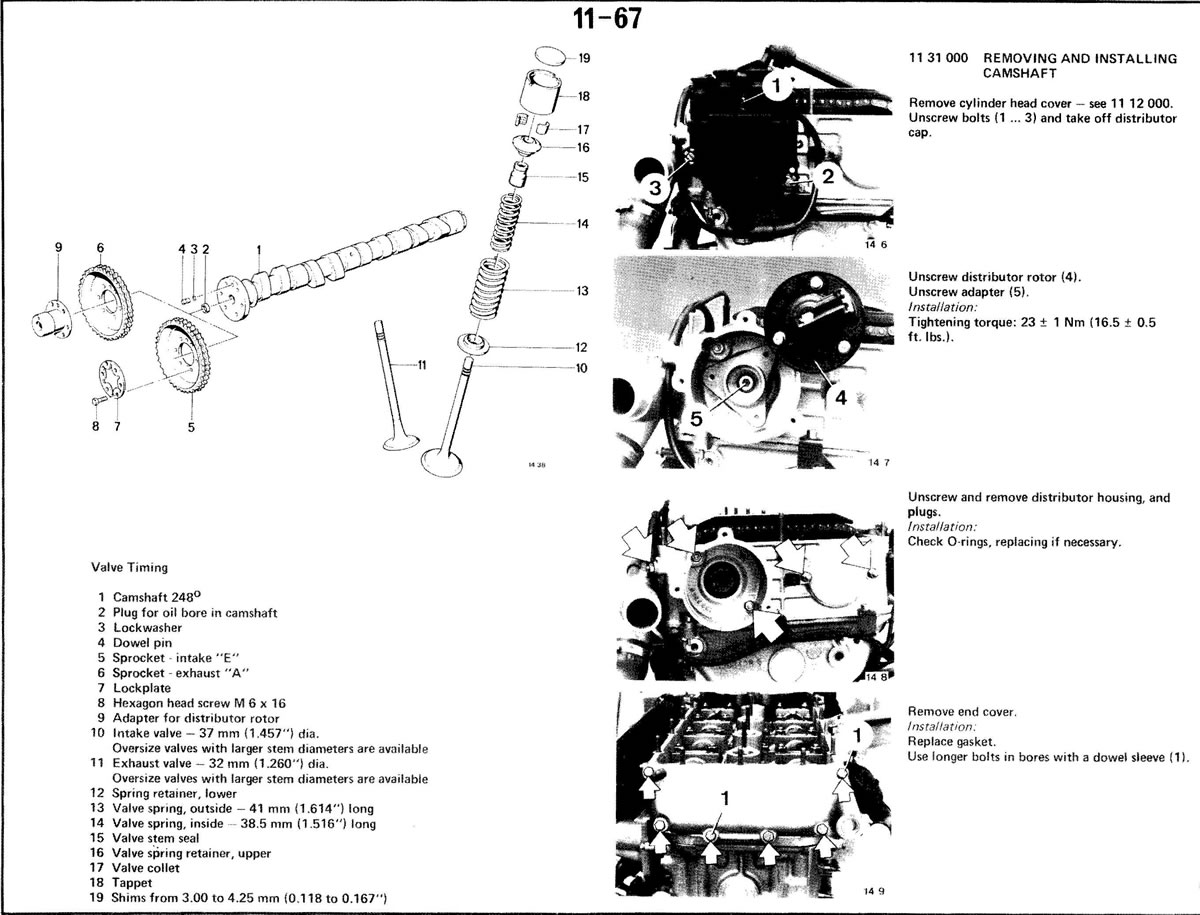 11-67
19
18
17
16
15
14
13
12
10
11
9
6
4 3 2
1
8
7
5
14 38
Valve Timing
1 Camshaft 248°
2 Plug for oil bore in camshaft
3 Lockwasher
4 Dowel pin
5 Sprocket - intake "E"
6 Sprocket - exhaust "A"
7 Lockplate
8 Hexagon head screw M 6 x 16
9 Adapter for distributor rotor
10 Intake valve – 37 mm (1.457") dia.
Oversize valves with larger stem diameters are available
11 Exhaust valve – 32 mm (1.260") dia.
Oversize valves with larger stem diameters are available
12 Spring retainer, lower
13 Valve spring, outside – 41 mm (1.614") long
14 Valve spring, inside – 38.5 mm (1.516") long
15 Valve stem seal
16 Valve spring retainer, upper
17 Valve collet
18 Tappet
19 Shims from 3.00 to 4.25 mm (0.118 to 0.167")
1
2
3
14 6
11 31 000 REMOVING AND INSTALLING
CAMSHAFT
Remove cylinder head cover – see 11 12 000.
Unscrew bolts (1 ... 3) and take off distributor
cap.
4
5
14 7
Unscrew distributor rotor (4).
Unscrew adapter (5).
Installation:
Tightening torque: 23 ± 1 Nm (16.5 ± 0.5
ft. lbs.).
14 8
Unscrew and remove distributor housing, and
plugs.
Installation:
Check O-rings, replacing if necessary.
1
1
14 9
Remove end cover.
Installation:
Replace gasket.
Use longer bolts in bores with a dowel sleeve (1).